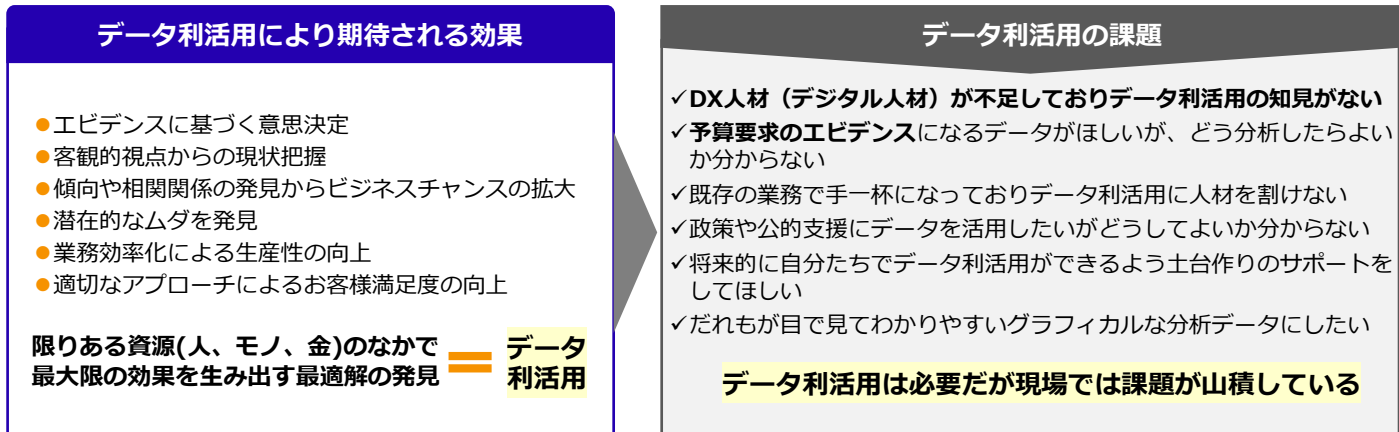 データ利活用により期待される効果
●エビデンスに基づく意思決定
●客観的視点からの現状把握
●傾向や相関関係の発見からビジネスチャンスの拡大
●潜在的なムダを発見
●業務効率化による生産性の向上
●適切なアプローチによるお客様満足度の向上
限りある資源(人、モノ、金)のなかで
最大限の効果を生み出す最適解の発見
=
データ
利活用
データ利活用の課題
✓DX人材（デジタル人材）が不足しておりデータ利活用の知見がない
✓予算要求のエビデンスになるデータがほしいが、どう分析したらよい
か分からない
✓既存の業務で手一杯になっておりデータ利活用に人材を割けない
✓政策や公的支援にデータを活用したいがどうしてよいか分からない
✓将来的に自分たちでデータ利活用ができるよう土台作りのサポートを
してほしい
✓だれもが目で見てわかりやすいグラフィカルな分析データにしたい
データ利活用は必要だが現場では課題が山積している